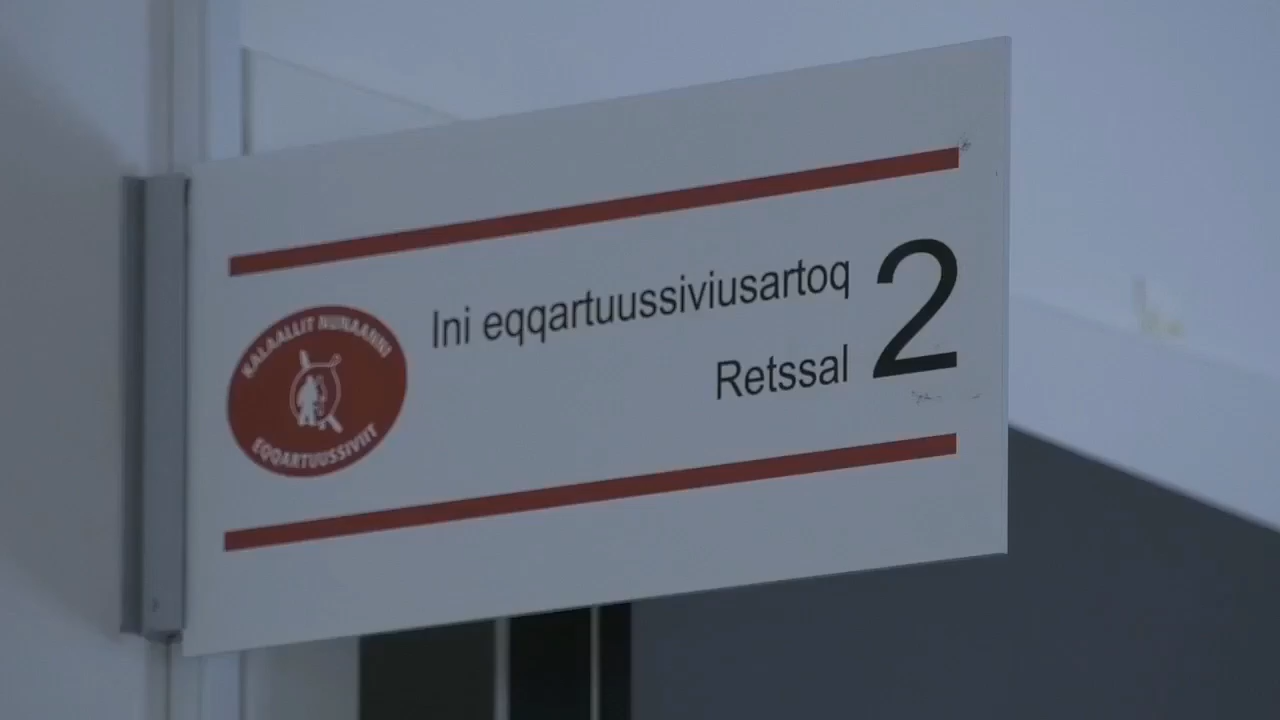 Ini eqqartuussiviusartoq
Retssal
2
KALAALLIT NUNAANNI
EQQARTUUSSIVIIT